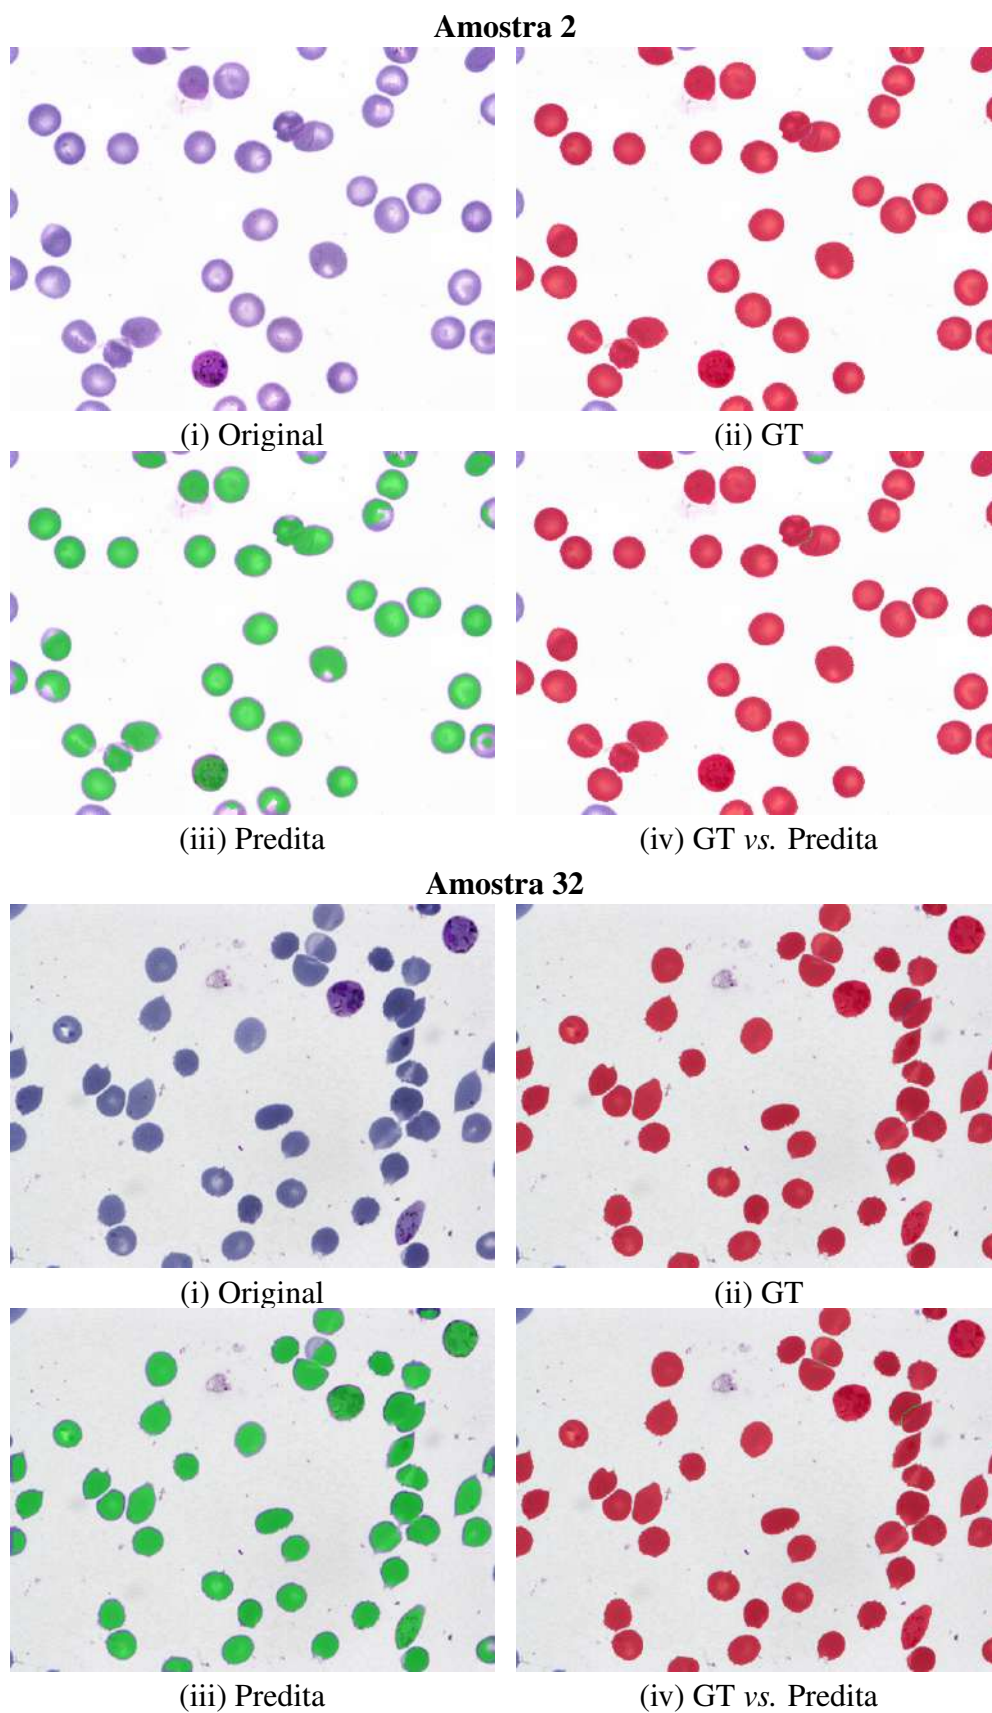 Amostra 2
(i) Original
(ii) GT
(iii) Predita
(iv) GT vs. Predita
Amostra 32
(i) Original
(ii) GT
(iii) Predita
(iv) GT vs. Predita